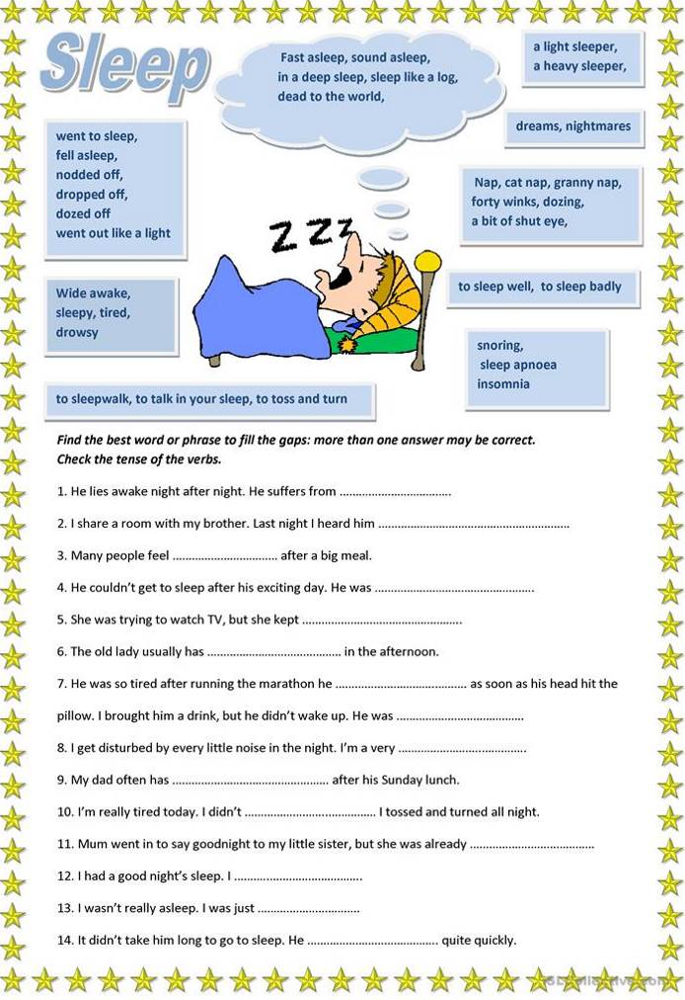 Sleep
Fast asleep, sound asleep,
in a deep sleep, sleep like a log,
dead to the world,
a light sleeper,
a heavy sleeper,
dreams, nightmares
went to sleep,
fell asleep,
nodded off,
dropped off,
dozed off
went out like a light
Nap, cat nap, granny nap,
forty winks, dozing,
a bit of shut eye,
Z Z Z
to sleep well, to sleep badly
Wide awake,
sleepy, tired,
drowsy
snoring,
sleep apnoea
insomnia
to sleepwalk, to talk in your sleep, to toss and turn
Find the best word or phrase to fill the gaps: more than one answer may be correct.
Check the tense of the verbs.
1. He lies awake night after night. He suffers from ....................................
2. I share a room with my brother. Last night I heard him ............................................................
3. Many people feel ................................. after a big meal.
4. He couldn't get to sleep after his exciting day. He was ..................................................
5. She was trying to watch TV, but she kept ..................................................
6. The old lady usually has .......................................... in the afternoon.
7. He was so tired after running the marathon he ......................................... as soon as his head hit the
pillow. I brought him a drink, but he didn't wake up. He was ........................................
8. I get disturbed by every little noise in the night. I'm a very ........................................
9. My dad often has ................................................. after his Sunday lunch.
10. I'm really tired today. I didn't ......................................... I tossed and turned all night.
11. Mum went in to say goodnight to my little sister, but she was already .......................................
12. I had a good night's sleep. I ........................................
13. I wasn't really asleep. I was just ................................
14. It didn't take him long to go to sleep. He ......................................... quite quickly.